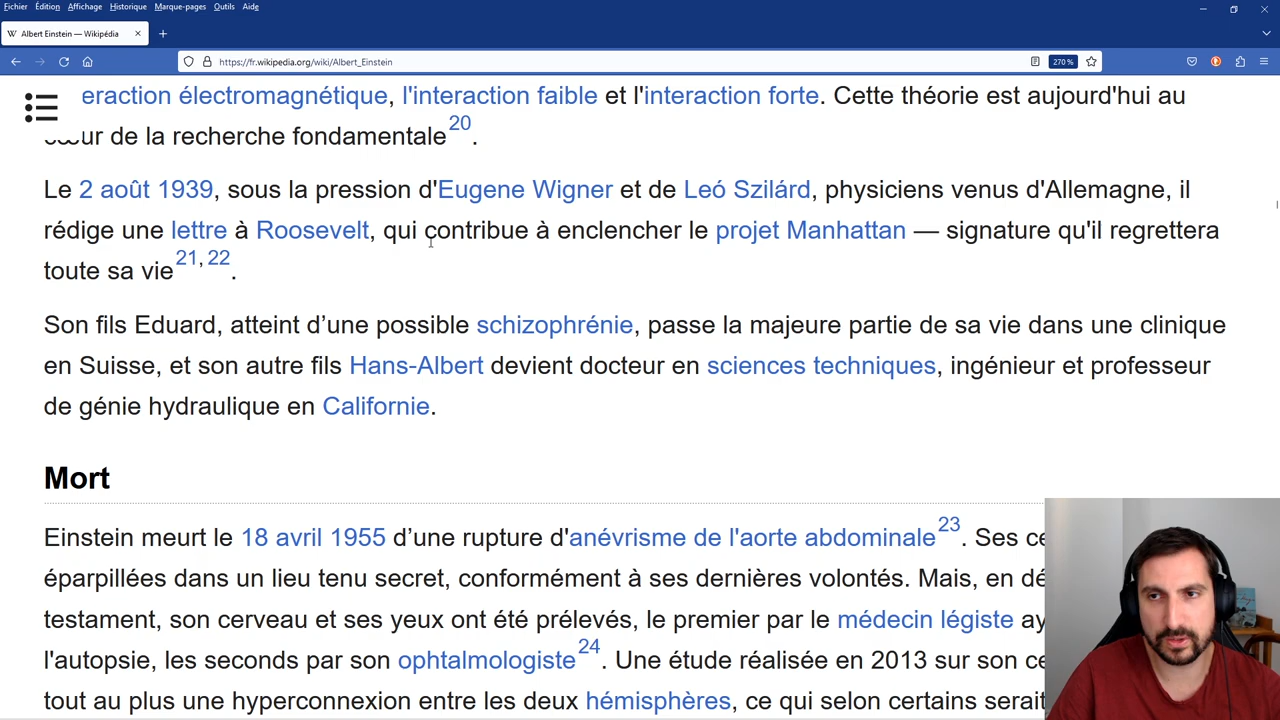 Fichier Édition Affichage Historique Marque-pages Outils Aide
W Albert Einstein — Wikipédia
https://fr.wikipedia.org/wiki/Albert_Einstein
270 %
eraction électromagnétique, l'interaction faible et l'interaction forte. Cette théorie est aujourd'hui au
cœur de la recherche fondamentale20.
Le 2 août 1939, sous la pression d'Eugene Wigner et de Leó Szilárd, physiciens venus d'Allemagne, il
rédige une lettre à Roosevelt, qui contribue à enclencher le projet Manhattan — signature qu'il regrettera
toute sa vie21, 22.
Son fils Eduard, atteint d’une possible schizophrénie, passe la majeure partie de sa vie dans une clinique
en Suisse, et son autre fils Hans-Albert devient docteur en sciences techniques, ingénieur et professeur
de génie hydraulique en Californie.
Mort
Einstein meurt le 18 avril 1955 d’une rupture d'anévrisme de l'aorte abdominale23. Ses ce
éparpillées dans un lieu tenu secret, conformément à ses dernières volontés. Mais, en dé
testament, son cerveau et ses yeux ont été prélevés, le premier par le médecin légiste ay
l'autopsie, les seconds par son ophtalmologiste24. Une étude réalisée en 2013 sur son ce
tout au plus une hyperconnexion entre les deux hémisphères, ce qui selon certains serait